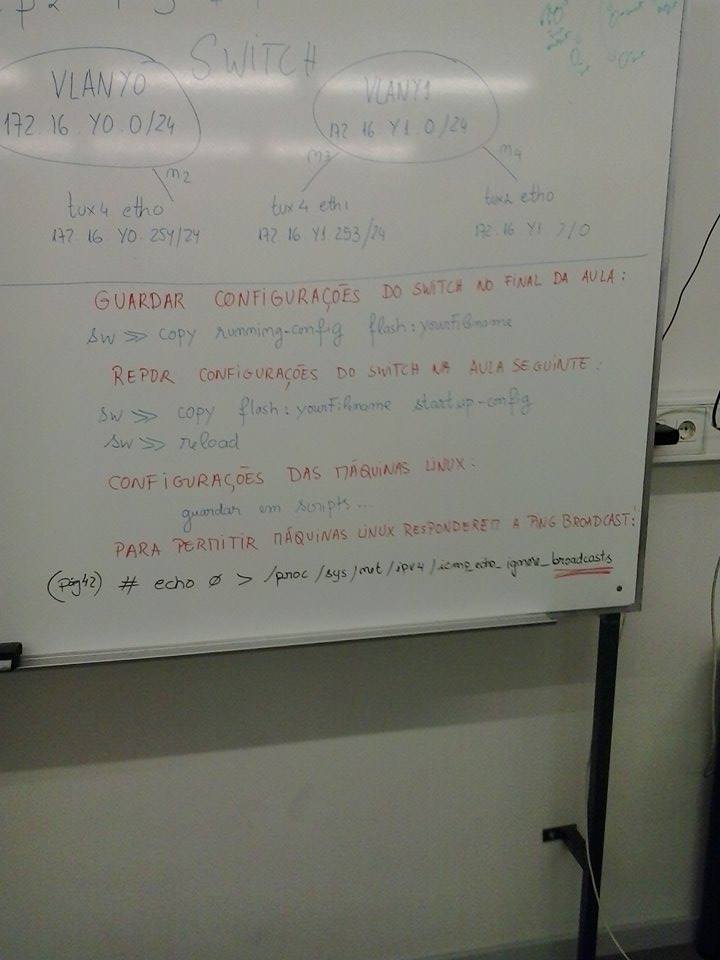 SWITCH
VLANY0 VLANY1
172.16.Y0.0/24 172.16.Y1.0/24
m2 m3 m4
tux4 eth0 tux4 eth1 tux2 eth0
172.16.Y0.254/24 172.16.Y1.253/24 172.16.Y1
GUARDAR CONFIGURAÇÕES DO SWITCH NO FINAL DA AULA:
sw >> copy running-config flash:yourfilename
REPOR CONFIGURAÇÕES DO SWITCH NA AULA SEGUINTE:
sw >> copy flash:yourfilename startup-config
sw >> reload
CONFIGURAÇÕES DAS MÁQUINAS LINUX:
guardar em scripts...
PARA PERMITIR MÁQUINAS LINUX RESPONDEREM A PING BROADCAST:
(pág 42) # echo 0 > /proc/sys/net/ipv4/icmp_echo_ignore_broadcasts